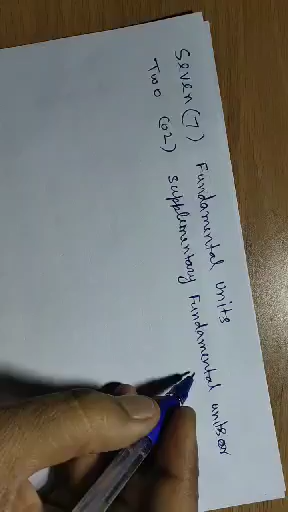 Seven (7) Fundamental units
Two (02) Supplementary Fundamental units or